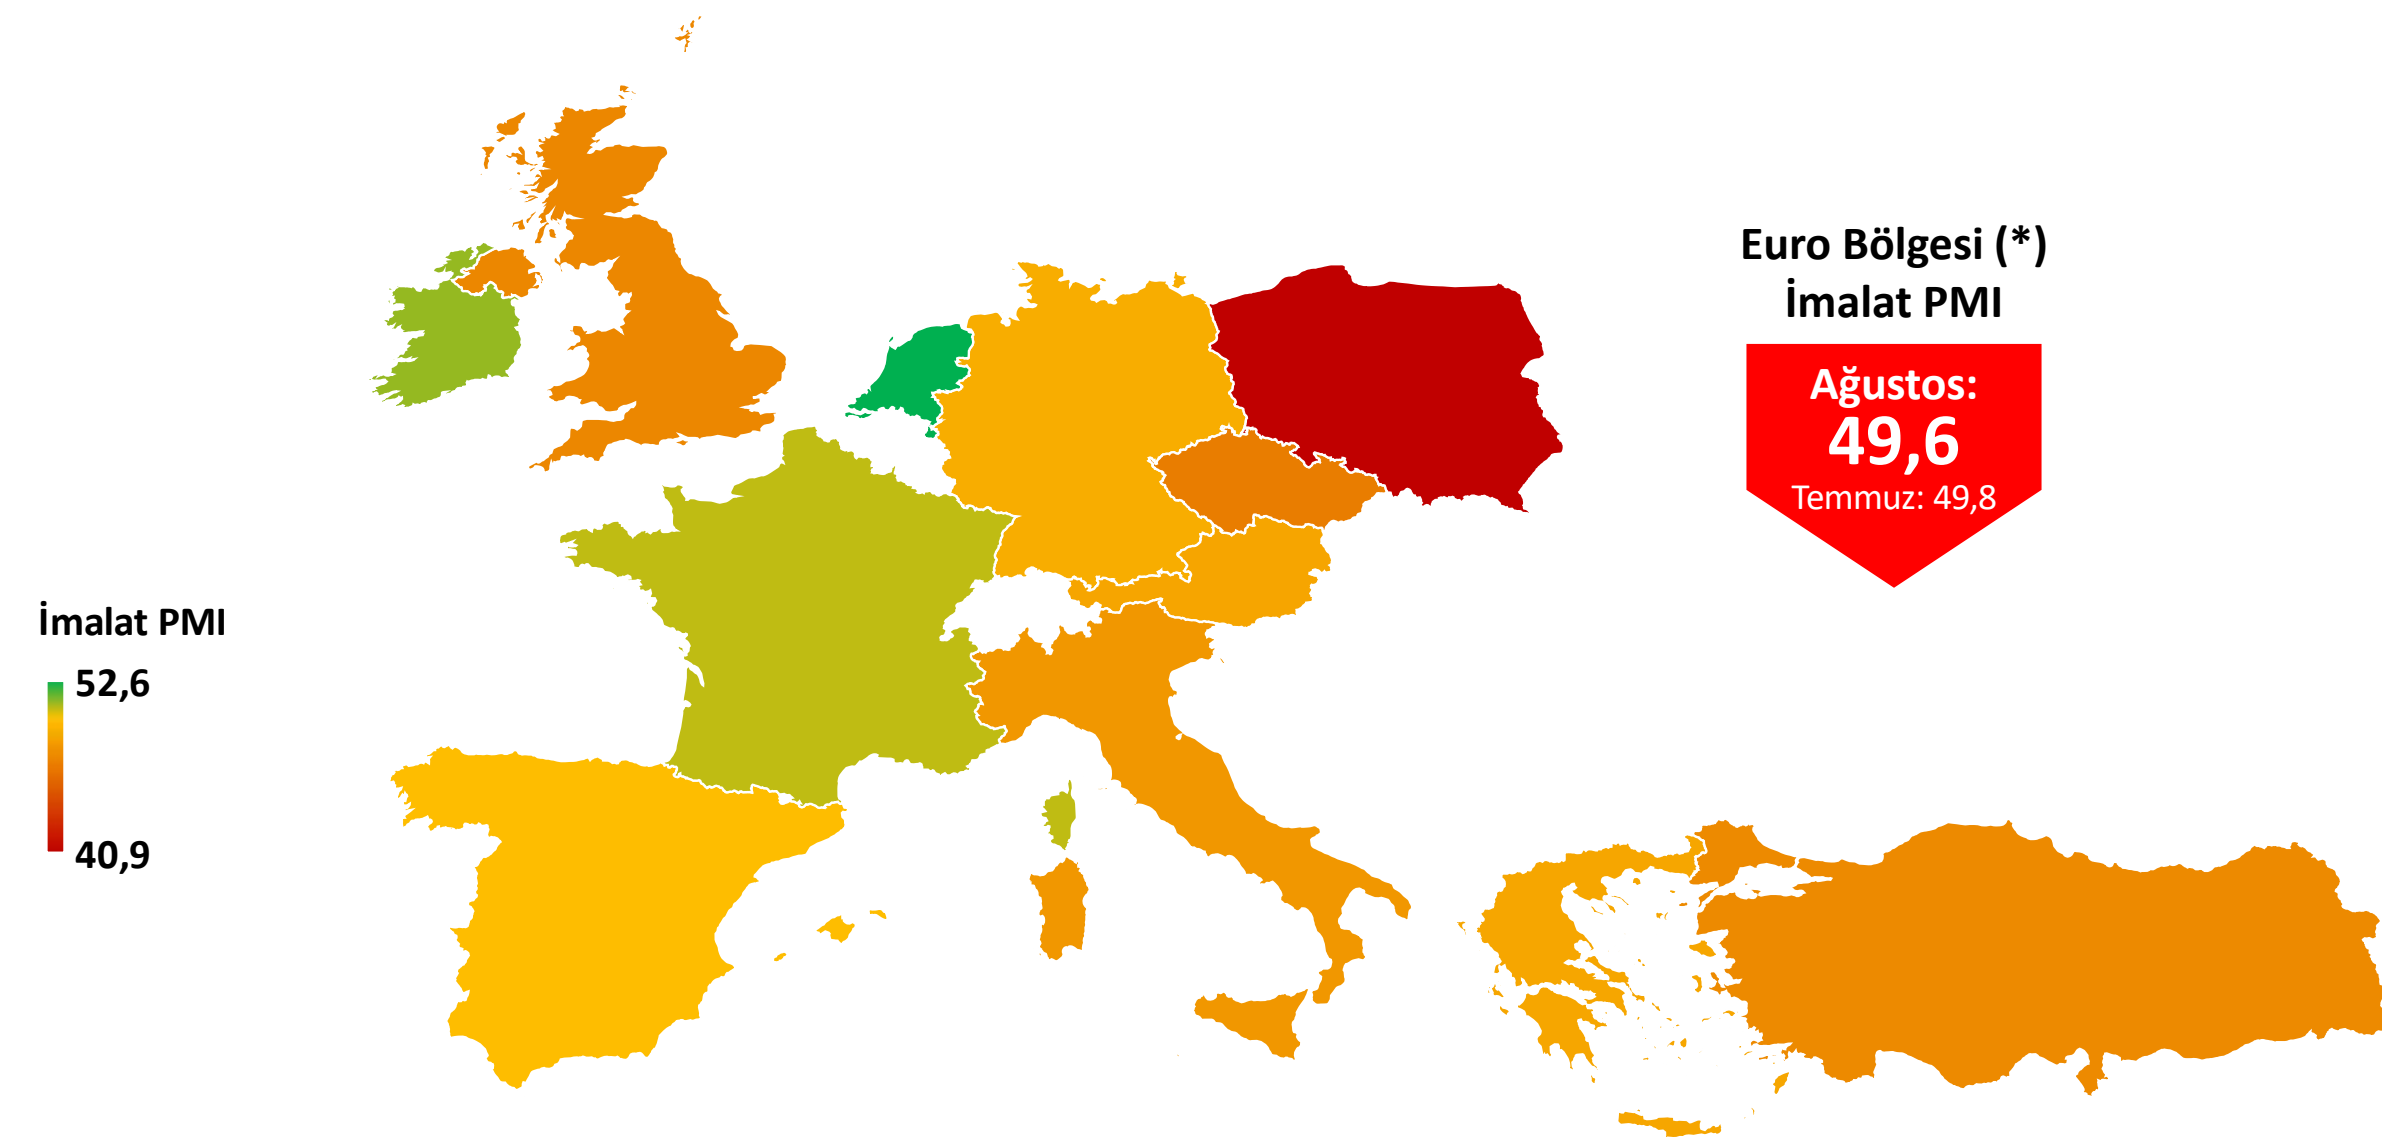 Euro Bölgesi (*)
İmalat PMI
Ağustos:
49,6
Temmuz: 49,8
İmalat PMI
52,6
40,9